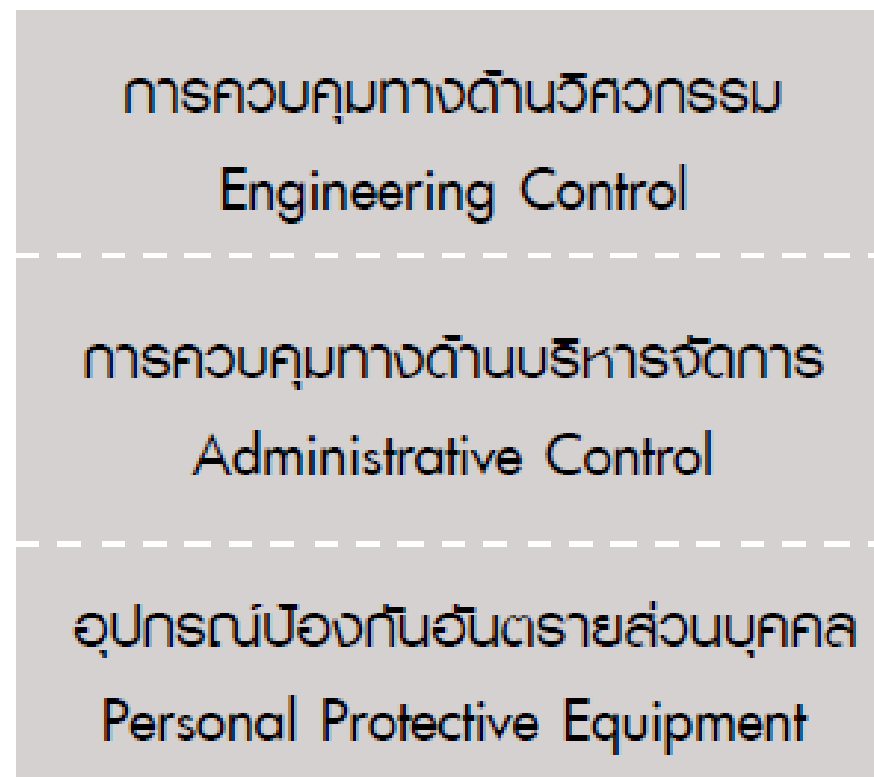 การควบคุมทางด้านวิศวกรรม
Engineering Control
การควบคุมทางด้านบริหารจัดการ
Administrative Control
อุปกรณ์ป้องกันอันตรายส่วนบุคคล
Personal Protective Equipment